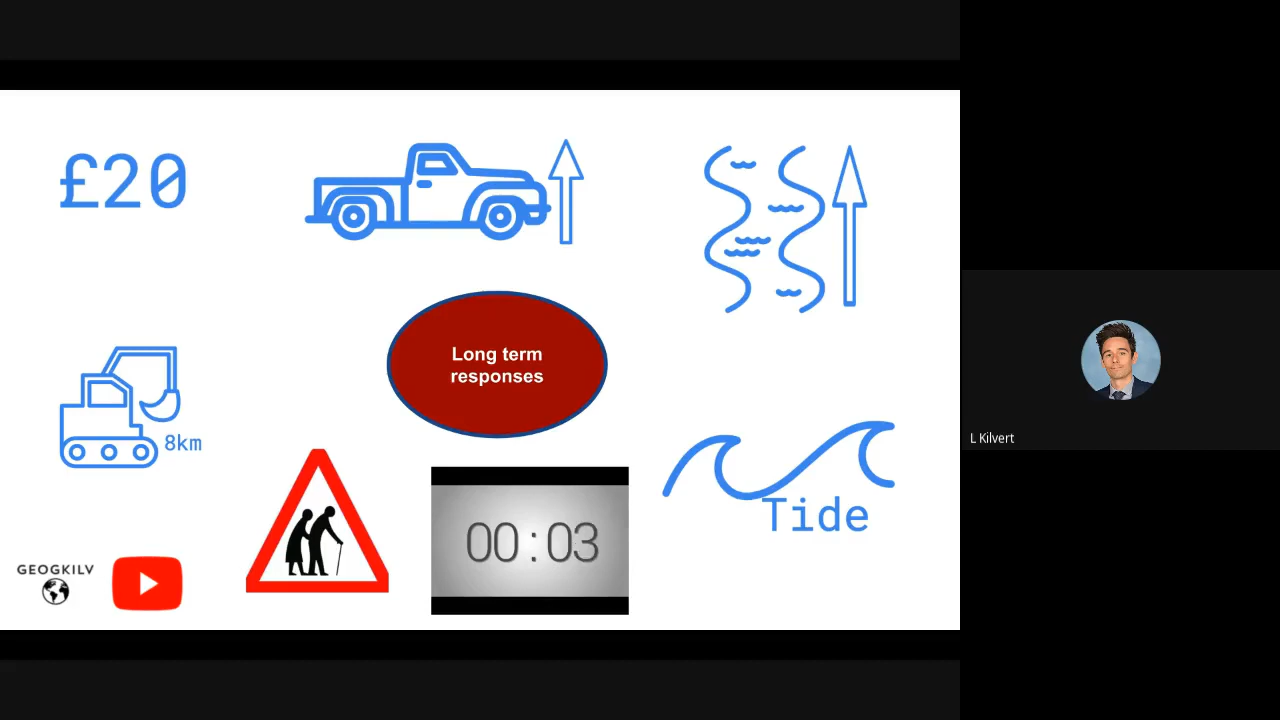 £20
Long term
responses
8km
Tide
00:03
GEOGKILV
L Kilvert